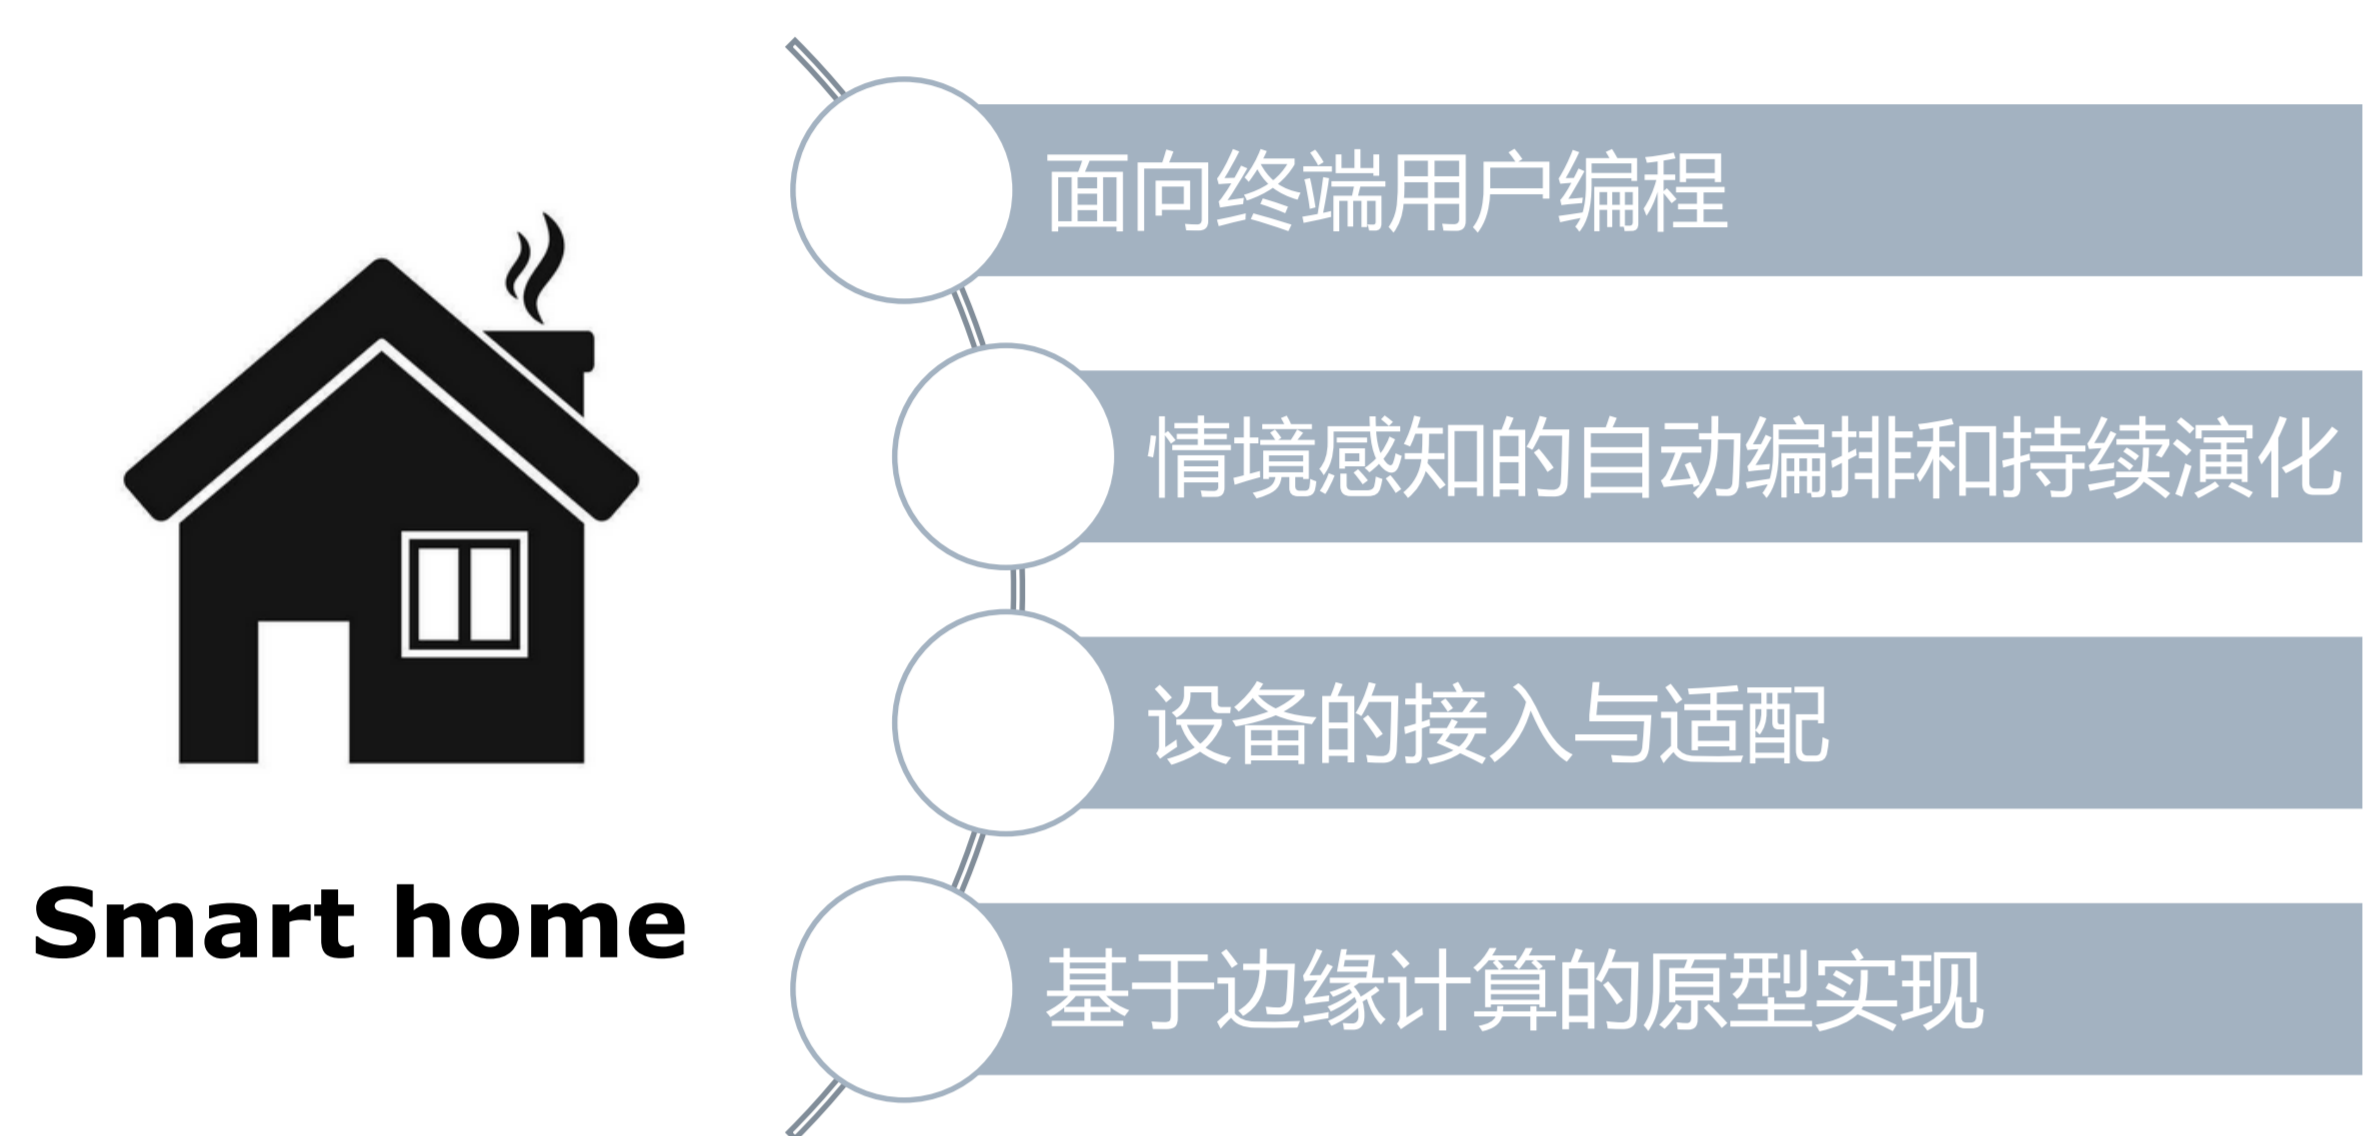 面向终端用户编程
情境感知的自动编排和持续演化
设备的接入与适配
Smart home
基于边缘计算的原型实现